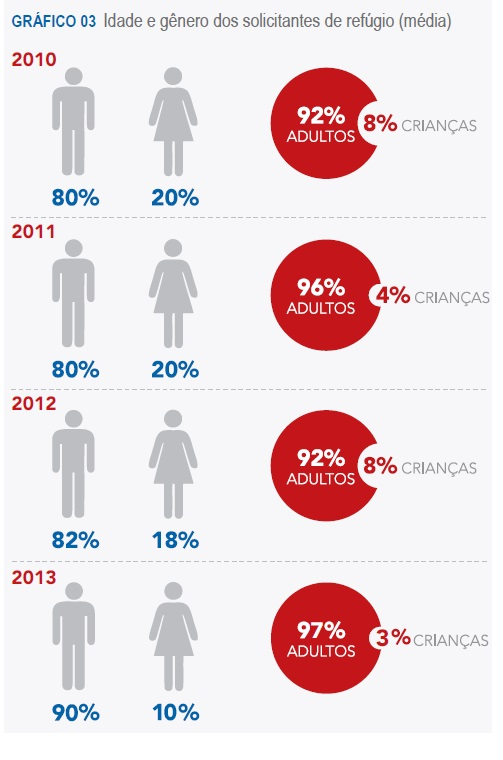 GRÁFICO 03 Idade e gênero dos solicitantes de refúgio (média)
2010
80%
20%
92%
ADULTOS
8% CRIANÇAS
2011
80%
20%
96%
ADULTOS
4% CRIANÇAS
2012
82%
18%
92%
ADULTOS
8% CRIANÇAS
2013
90%
10%
97%
ADULTOS
3% CRIANÇAS